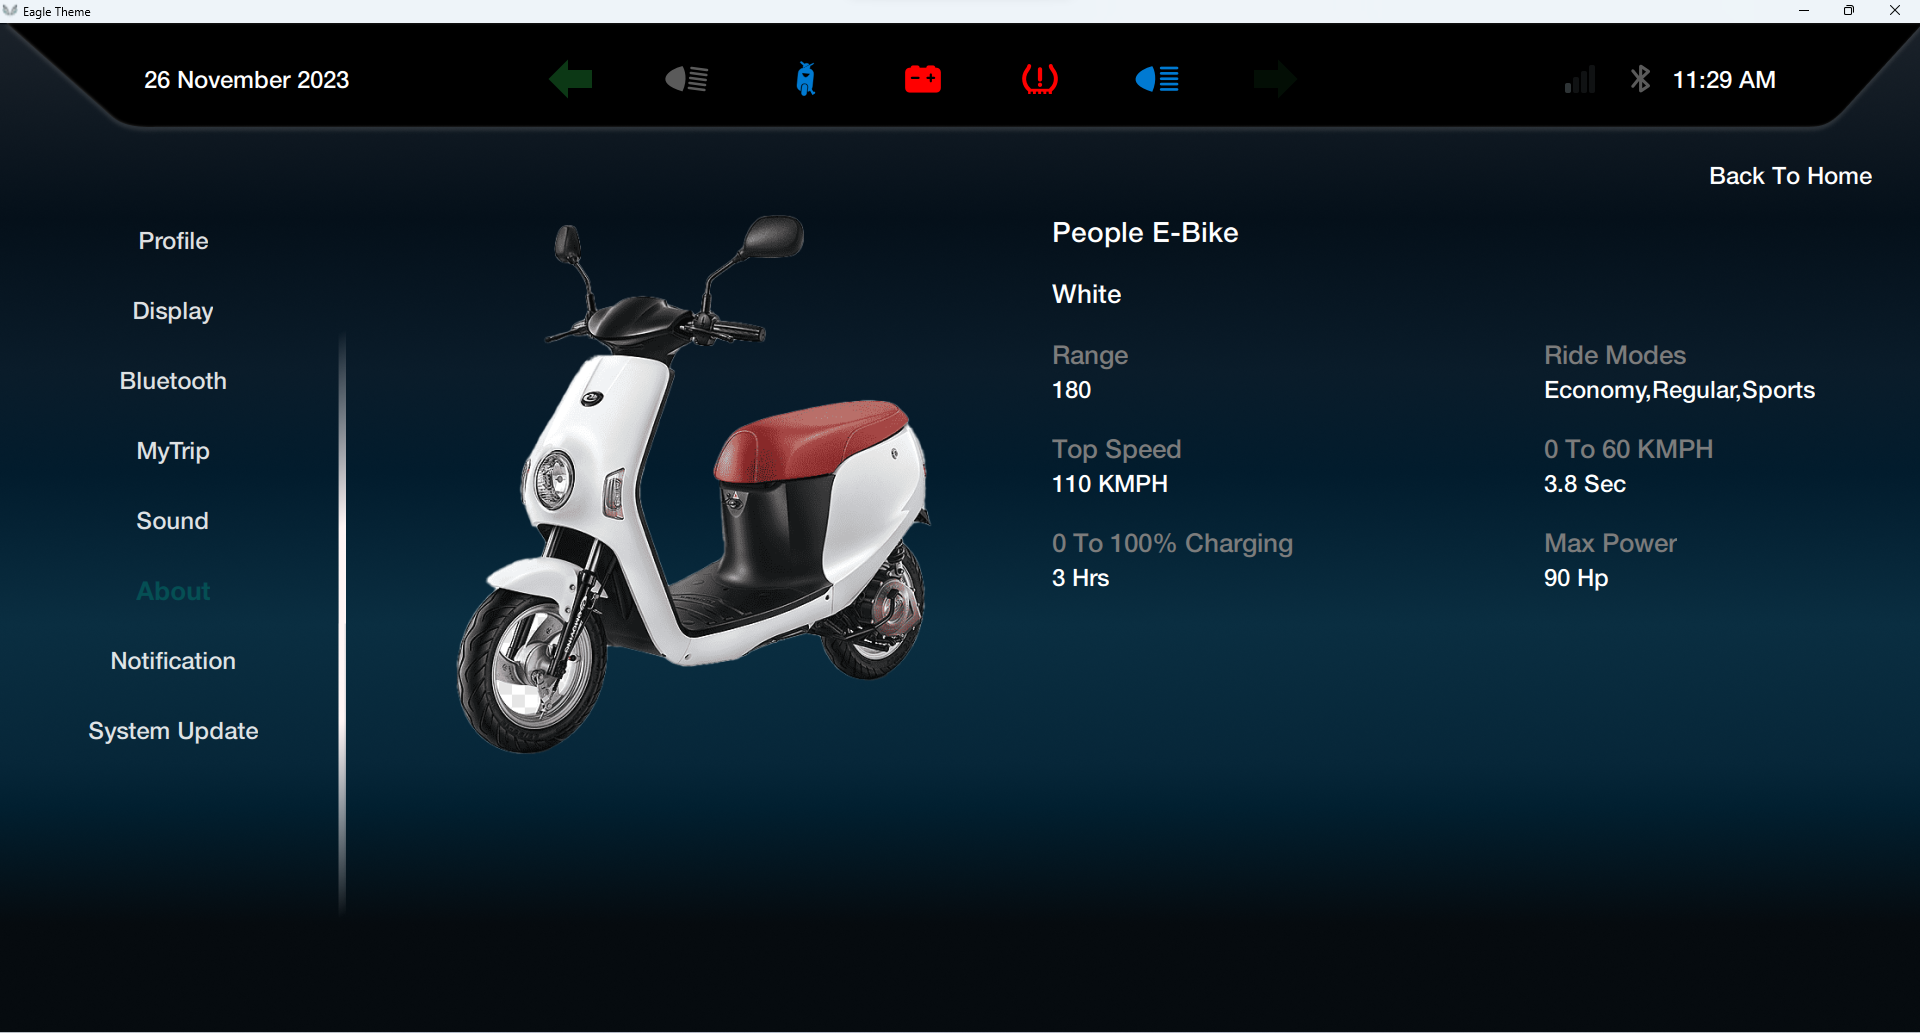 Eagle Theme
26 November 2023
11:29 AM
Back To Home
Profile
Display
Bluetooth
MyTrip
Sound
About
Notification
System Update
People E-Bike
White
Range
180
Ride Modes
Economy,Regular,Sports
Top Speed
110 KMPH
0 To 60 KMPH
3.8 Sec
0 To 100% Charging
3 Hrs
Max Power
90 Hp